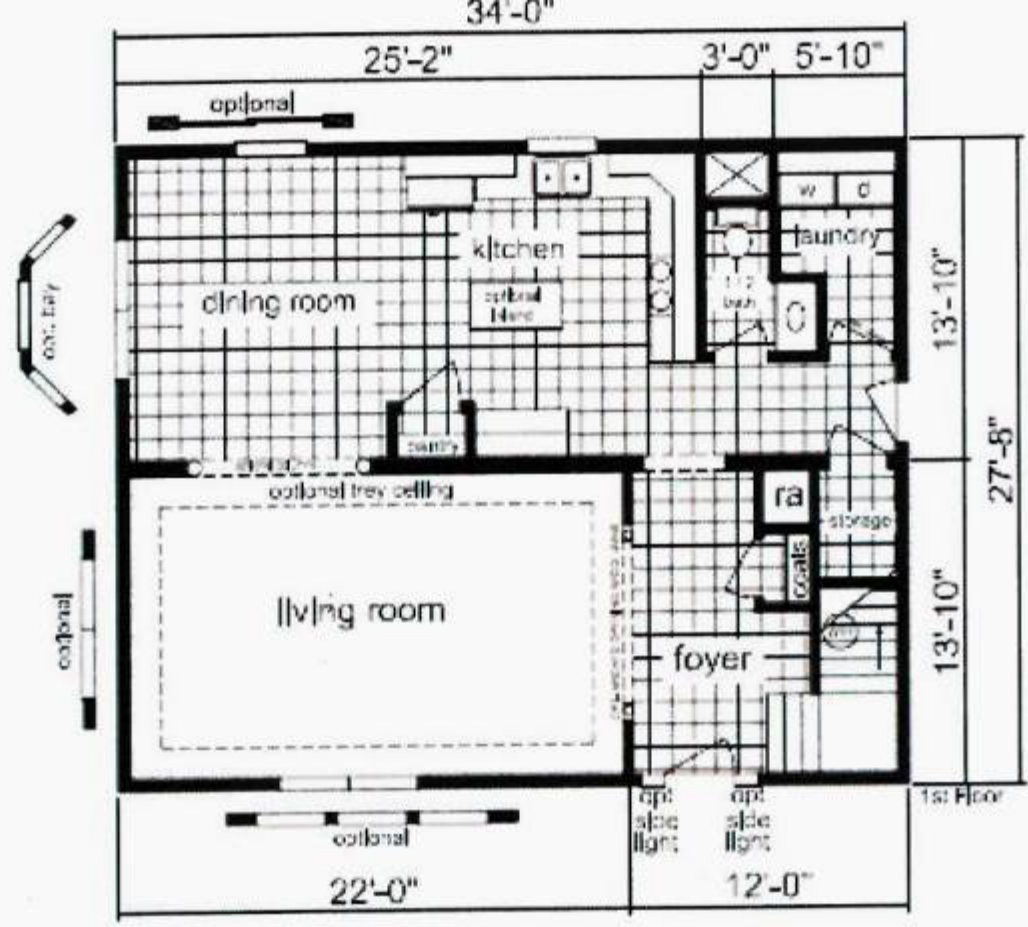 34'-0"
25'-2"
3'-0"
5'-10"
optional
w
d
kitchen
laundry
opt. bay
dining room
optional
island
1/2
bath
13'-10"
pantry
27'-8"
optional trey ceiling
ra
storage
coats
optional
living room
foyer
13'-10"
1st Floor
opt
side
light
opt
side
light
optional
22'-0"
12'-0"